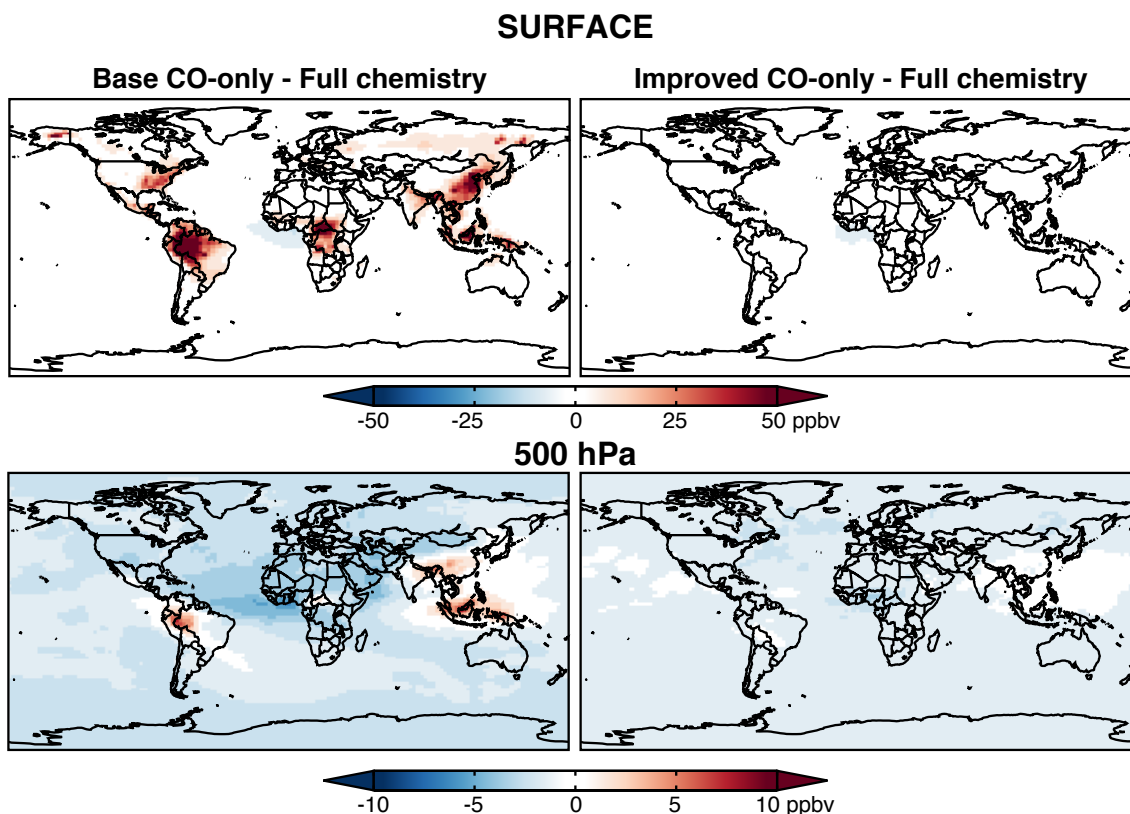 SURFACE
Base CO-only - Full chemistry
Improved CO-only - Full chemistry
-50 -25 0 25 50 ppbv
500 hPa
-10 -5 0 5 10 ppbv